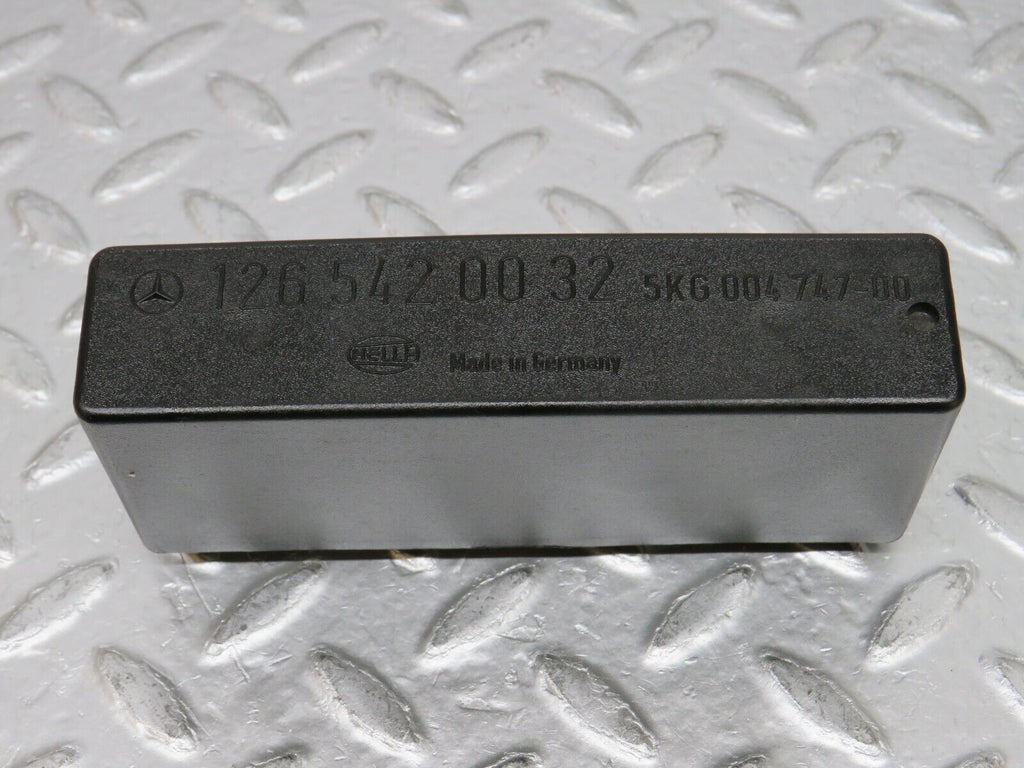 126 542 00 32 5KG 004 747-00
HELLA Made in Germany